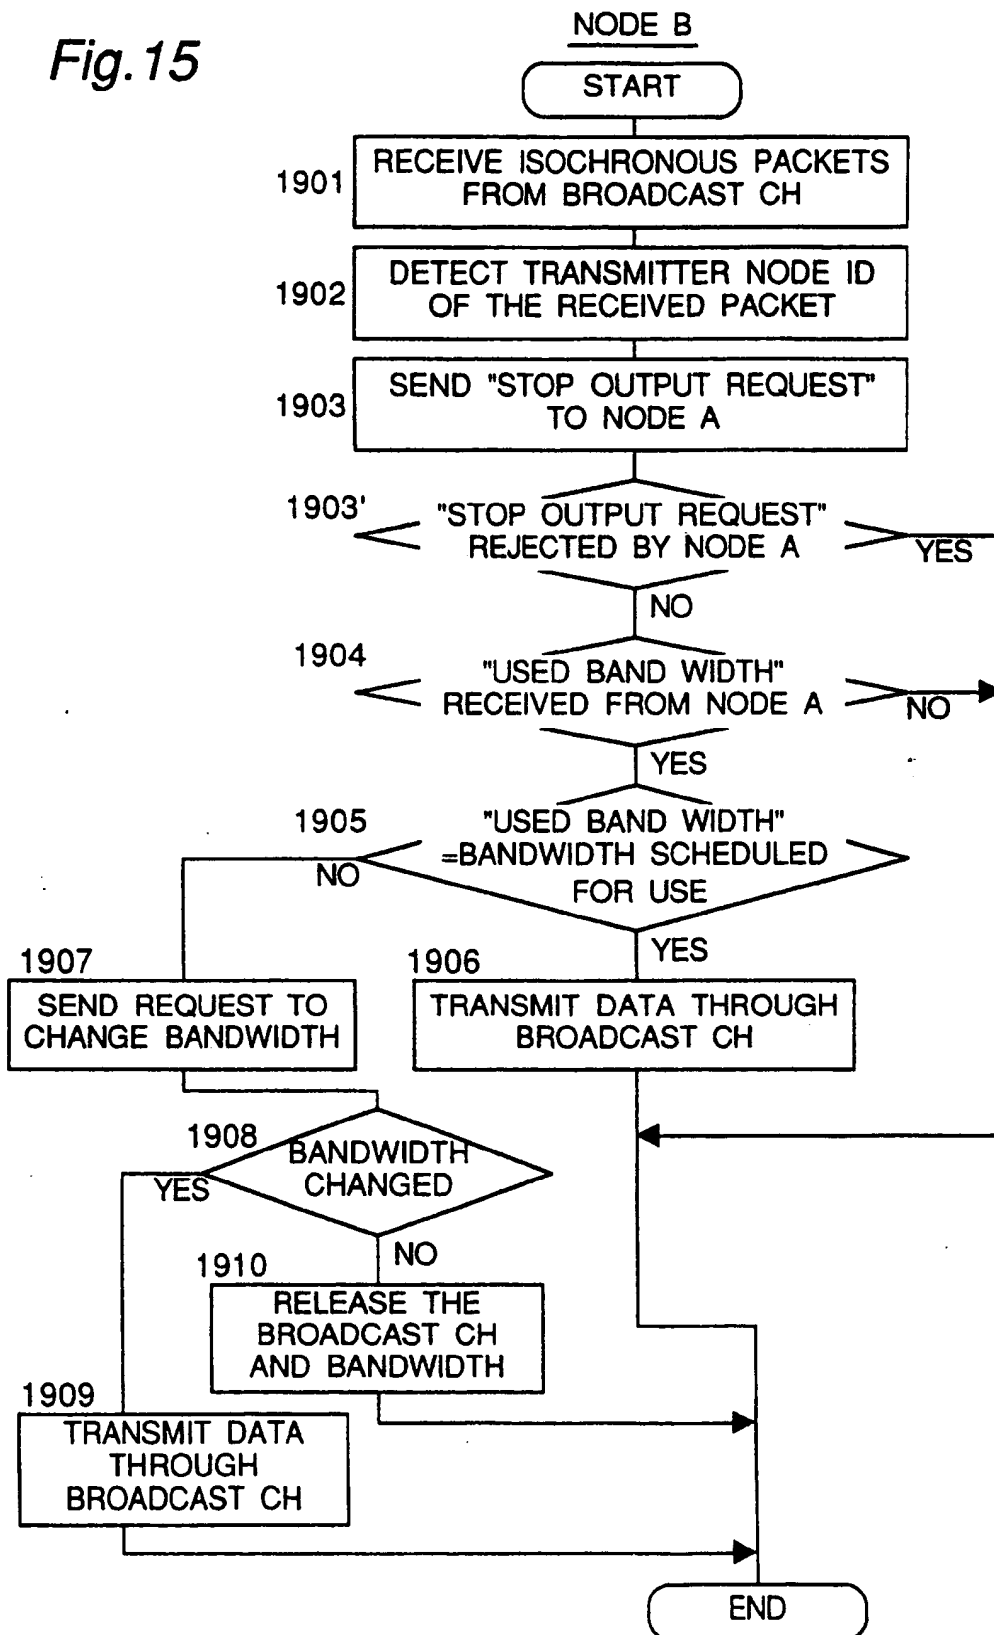 Fig.15
NODE B
START
1901
RECEIVE ISOCHRONOUS PACKETS
FROM BROADCAST CH
1902
DETECT TRANSMITTER NODE ID
OF THE RECEIVED PACKET
1903
SEND "STOP OUTPUT REQUEST"
TO NODE A
1903'
"STOP OUTPUT REQUEST"
REJECTED BY NODE A
YES
NO
1904
"USED BAND WIDTH"
RECEIVED FROM NODE A
NO
YES
1905
"USED BAND WIDTH"
=BANDWIDTH SCHEDULED
FOR USE
NO
YES
1907
SEND REQUEST TO
CHANGE BANDWIDTH
1906
TRANSMIT DATA THROUGH
BROADCAST CH
1908
BANDWIDTH
CHANGED
YES
NO
1910
RELEASE THE
BROADCAST CH
AND BANDWIDTH
1909
TRANSMIT DATA
THROUGH
BROADCAST CH
END